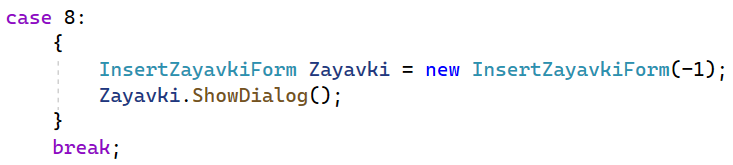 case 8:
    {
        InsertZayavkiForm Zayavki = new InsertZayavkiForm(-1);
        Zayavki.ShowDialog();
    }
    break;